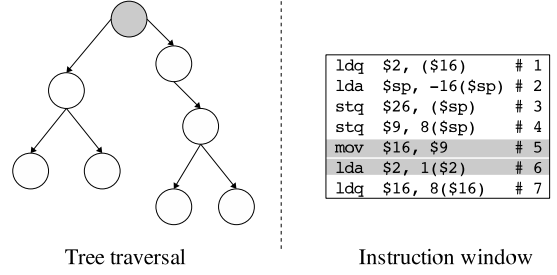 ldq $2, ($16) # 1
lda $sp, -16($sp) # 2
stq $26, ($sp) # 3
stq $9, 8($sp) # 4
mov $16, $9 # 5
lda $2, 1($2) # 6
ldq $16, 8($16) # 7
Tree traversal
Instruction window